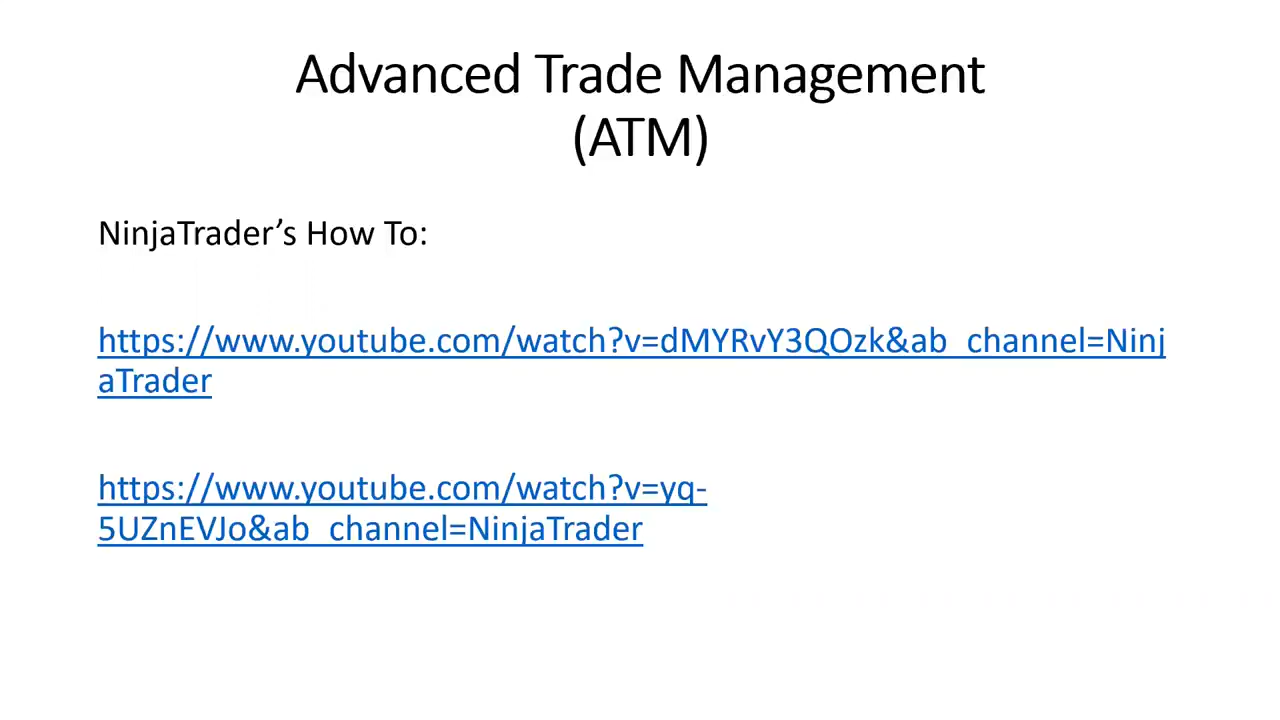 Advanced Trade Management
(ATM)
NinjaTrader’s How To:
https://www.youtube.com/watch?v=dMYRvY3QOzk&ab_channel=Ninj
aTrader
https://www.youtube.com/watch?v=yq-
5UZnEVJo&ab_channel=NinjaTrader